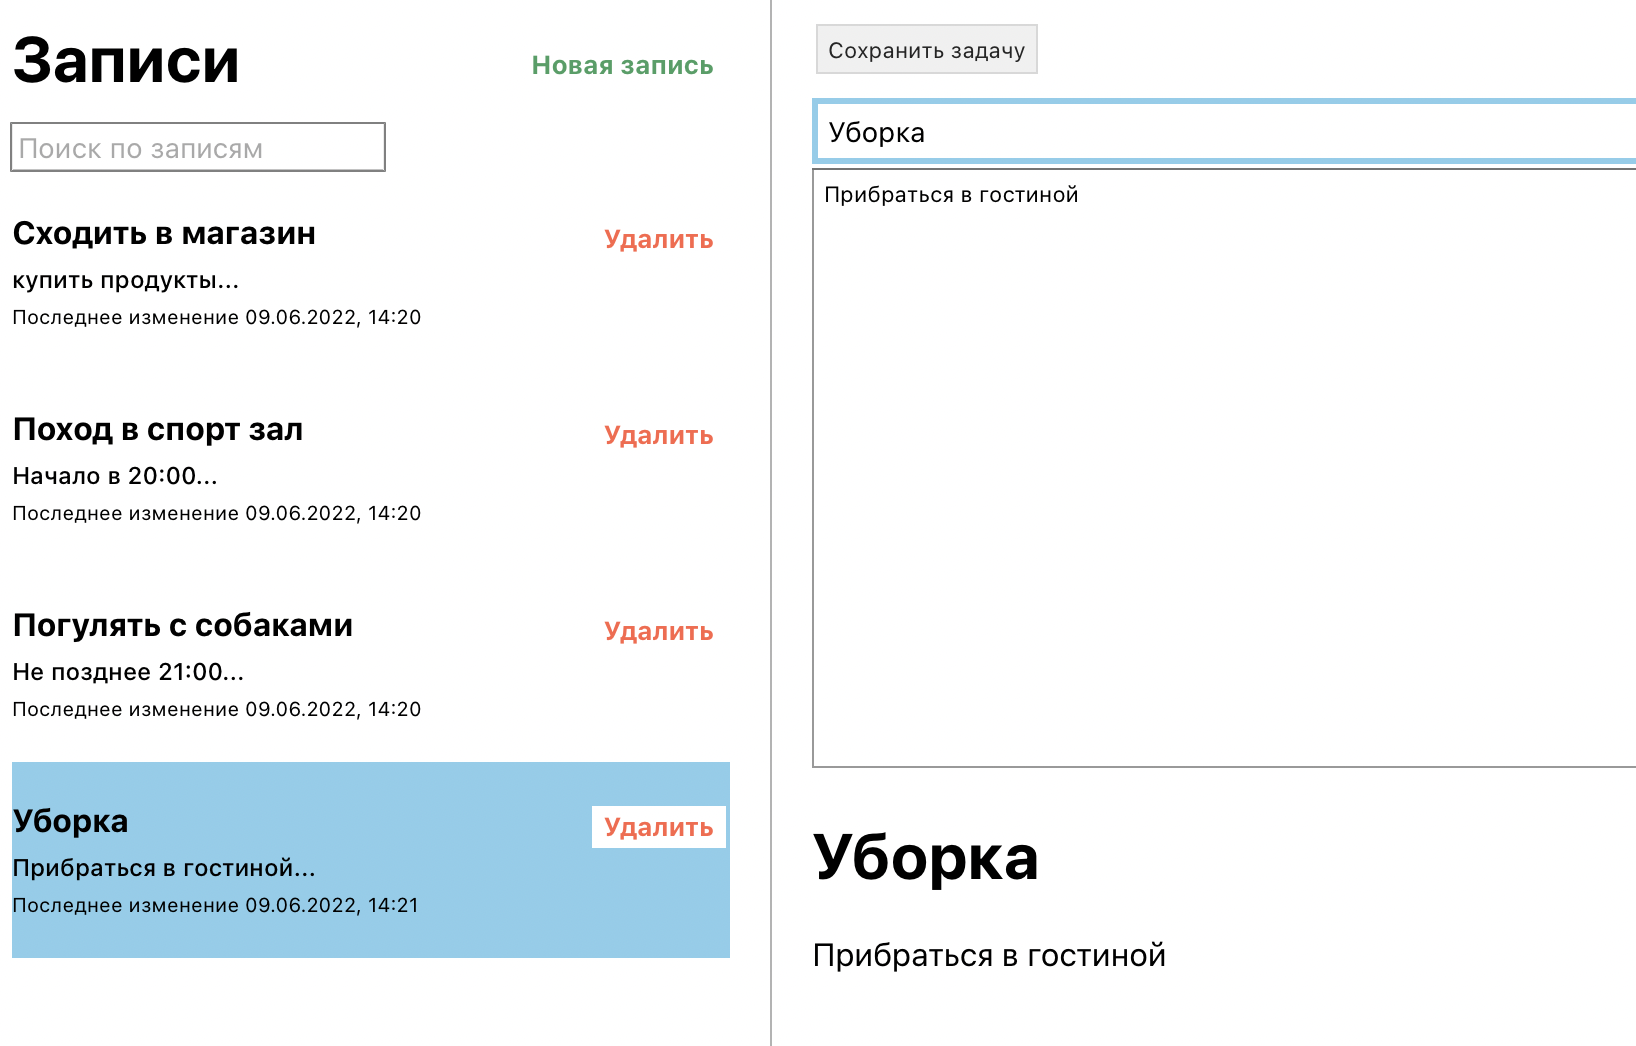 Записи
Новая запись
Поиск по записям
Сходить в магазин
Удалить
купить продукты...
Последнее изменение 09.06.2022, 14:20
Поход в спорт зал
Удалить
Начало в 20:00...
Последнее изменение 09.06.2022, 14:20
Погулять с собаками
Удалить
Не позднее 21:00...
Последнее изменение 09.06.2022, 14:20
Уборка
Удалить
Прибраться в гостиной...
Последнее изменение 09.06.2022, 14:21
Сохранить задачу
Уборка
Прибраться в гостиной
Уборка
Прибраться в гостиной